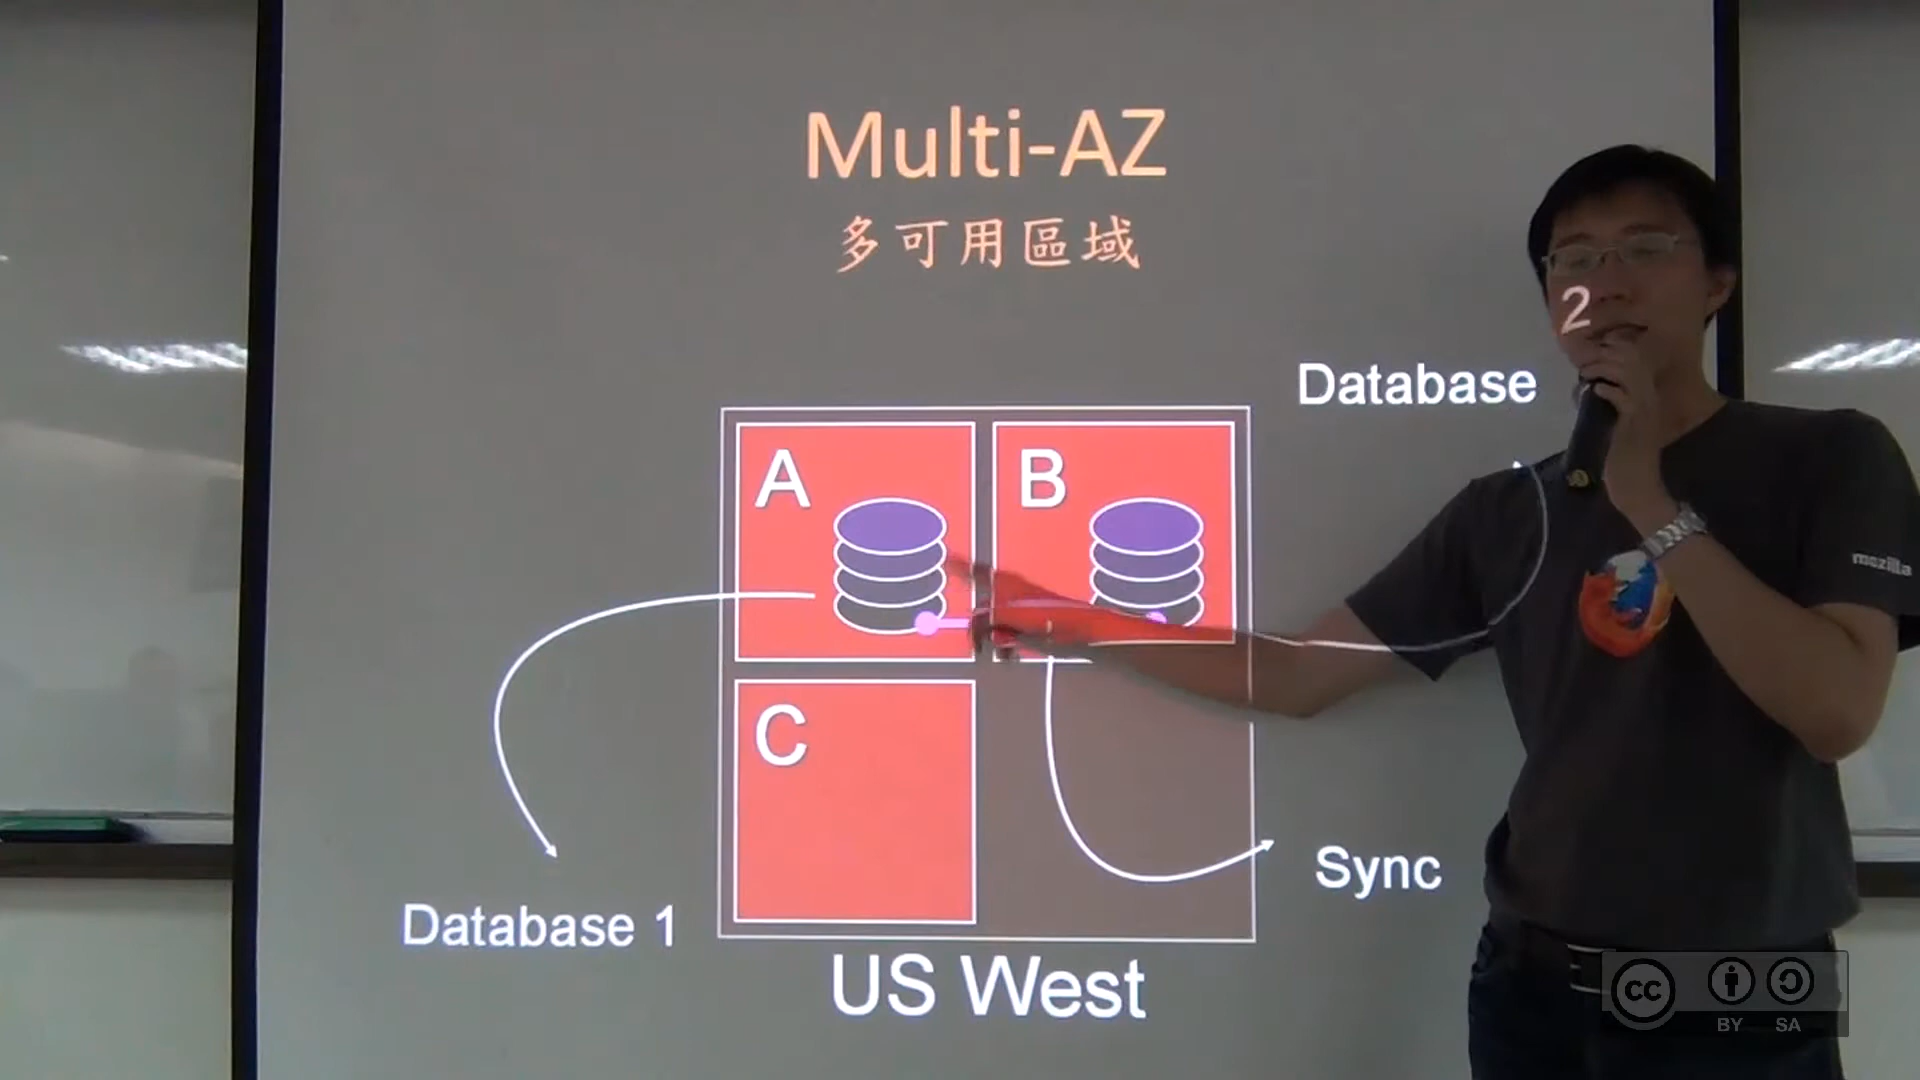 Multi-AZ
多可用區域
Database 2
A
B
C
Sync
Database 1
US West
mozilla
cc
BY SA